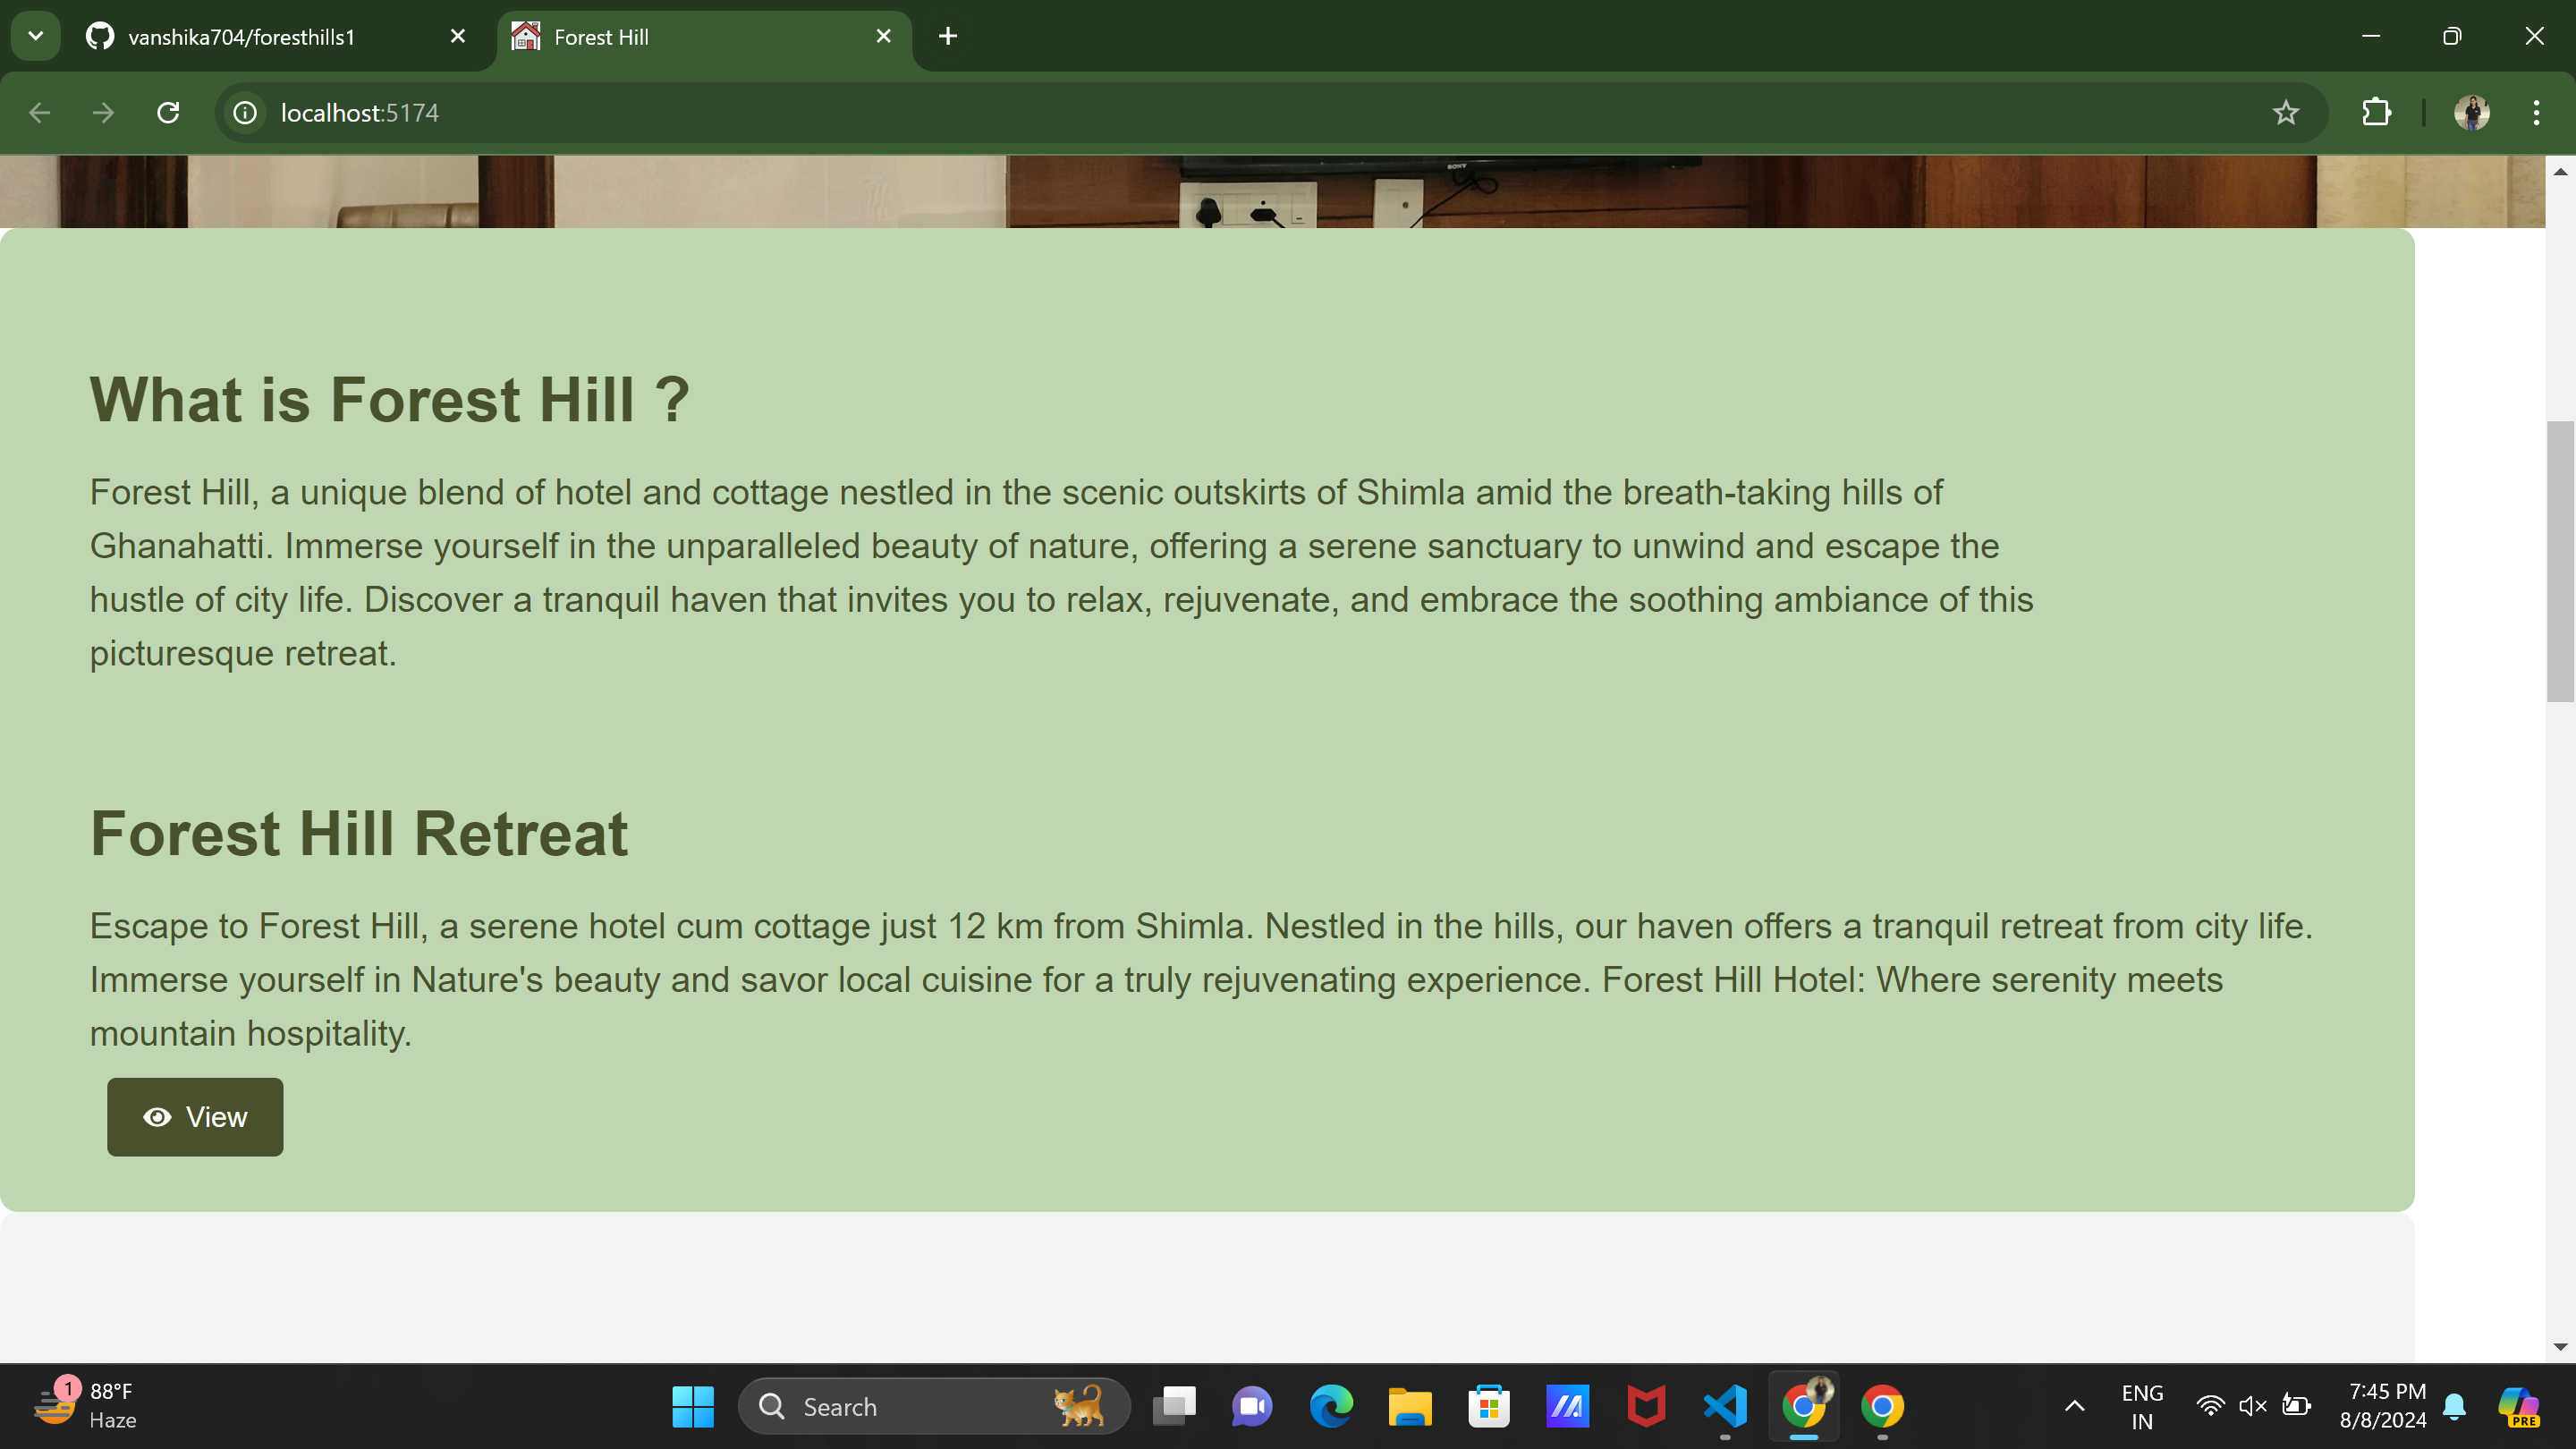 vanshika704/foresthills1
Forest Hill
localhost:5174
SONY
What is Forest Hill ?
Forest Hill, a unique blend of hotel and cottage nestled in the scenic outskirts of Shimla amid the breath-taking hills of
Ghanahatti. Immerse yourself in the unparalleled beauty of nature, offering a serene sanctuary to unwind and escape the
hustle of city life. Discover a tranquil haven that invites you to relax, rejuvenate, and embrace the soothing ambiance of this
picturesque retreat.
Forest Hill Retreat
Escape to Forest Hill, a serene hotel cum cottage just 12 km from Shimla. Nestled in the hills, our haven offers a tranquil retreat from city life.
Immerse yourself in Nature's beauty and savor local cuisine for a truly rejuvenating experience. Forest Hill Hotel: Where serenity meets
mountain hospitality.
View
1
88°F
Haze
Search
ENG
IN
7:45 PM
8/8/2024
PRE